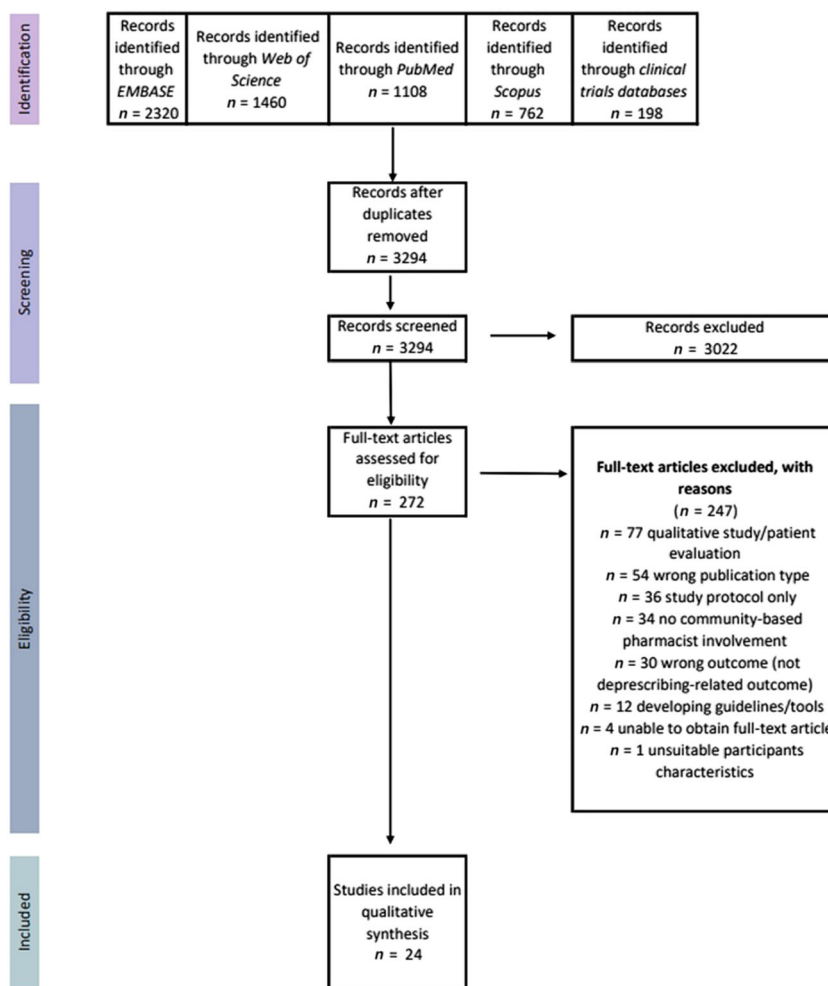 Identification
Records
identified
through
EMBASE
n = 2320
Records identified
through Web of
Science
n = 1460
Records identified
through PubMed
n = 1108
Records
identified
through
Scopus
n = 762
Records
identified
through clinical
trials databases
n = 198
Screening
Records after
duplicates
removed
n = 3294
Records screened
n = 3294
Records excluded
n = 3022
Eligibility
Full-text articles
assessed for
eligibility
n = 272
Full-text articles excluded, with
reasons
(n = 247)
n = 77 qualitative study/patient
evaluation
n = 54 wrong publication type
n = 36 study protocol only
n = 34 no community-based
pharmacist involvement
n = 30 wrong outcome (not
deprescribing-related outcome)
n = 12 developing guidelines/tools
n = 4 unable to obtain full-text article
n = 1 unsuitable participants
characteristics
Included
Studies included in
qualitative
synthesis
n = 24